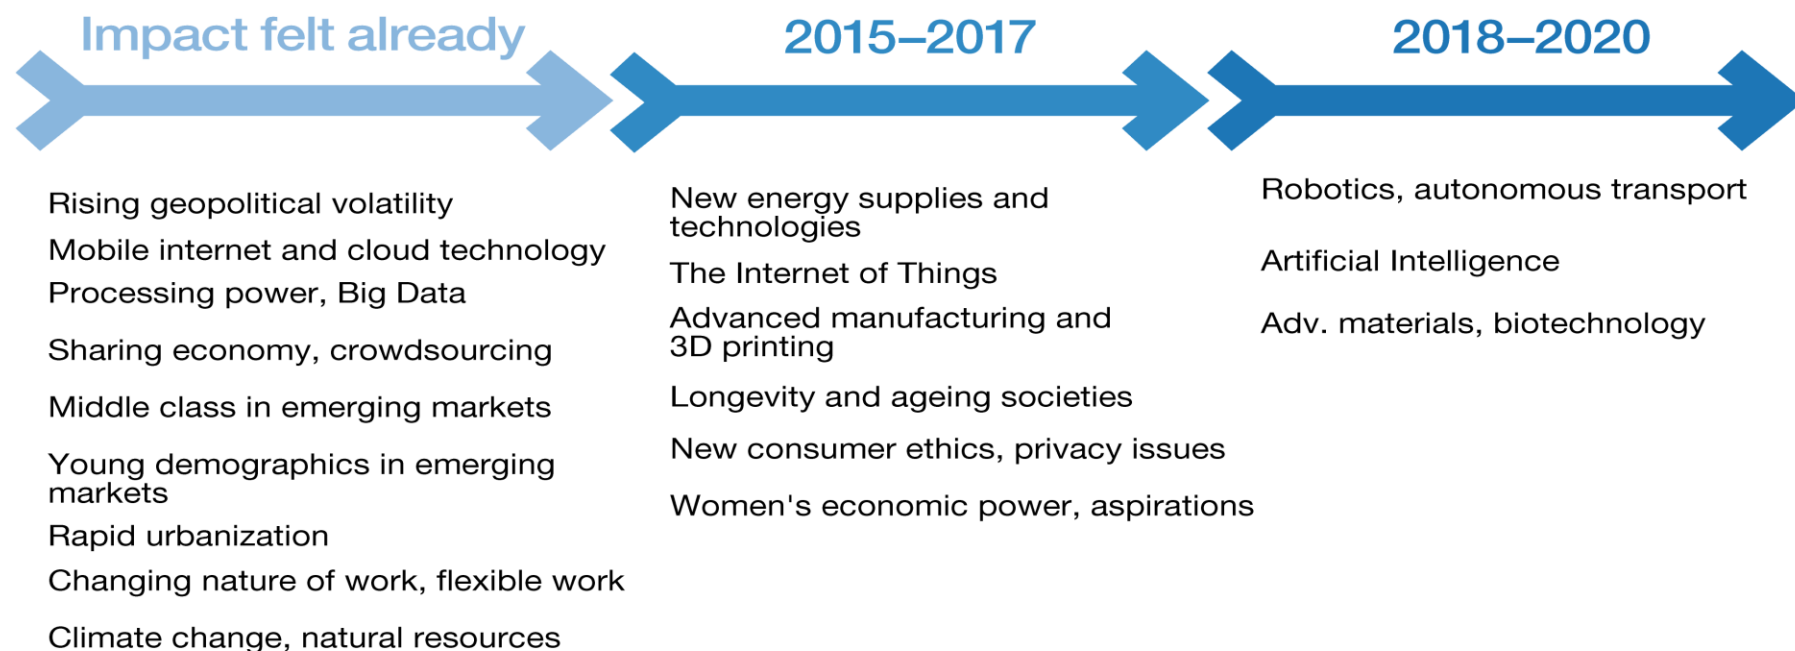 Impact felt already
Rising geopolitical volatility
Mobile internet and cloud technology
Processing power, Big Data
Sharing economy, crowdsourcing
Middle class in emerging markets
Young demographics in emerging
markets
Rapid urbanization
Changing nature of work, flexible work
Climate change, natural resources
2015–2017
New energy supplies and
technologies
The Internet of Things
Advanced manufacturing and
3D printing
Longevity and ageing societies
New consumer ethics, privacy issues
Women's economic power, aspirations
2018–2020
Robotics, autonomous transport
Artificial Intelligence
Adv. materials, biotechnology